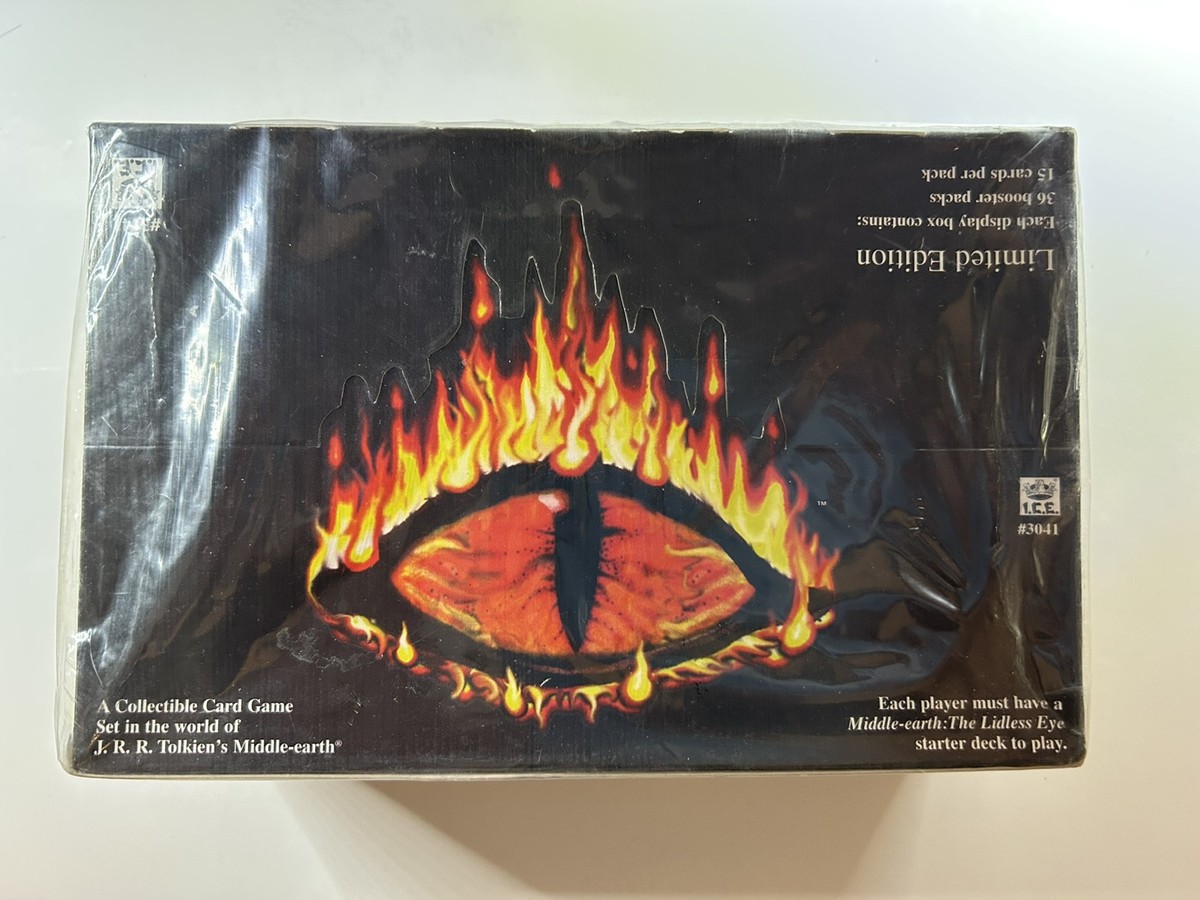 Limited Edition
Each display box contains:
36 booster packs
15 cards per pack
™
I.C.E.
#3041
A Collectible Card Game
Set in the world of
J. R. R. Tolkien's Middle-earth®
Each player must have a
Middle-earth: The Lidless Eye
starter deck to play.